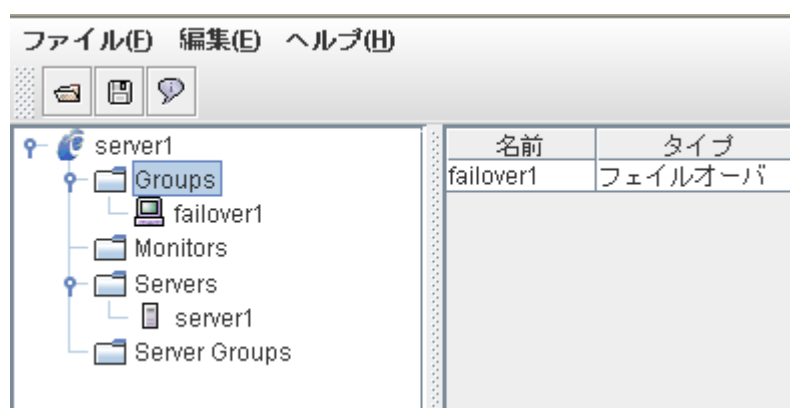 ファイル(F) 編集(E) ヘルプ(H)
server1
Groups
failover1
Monitors
Servers
server1
Server Groups
名前 タイプ
failover1 フェイルオーバ